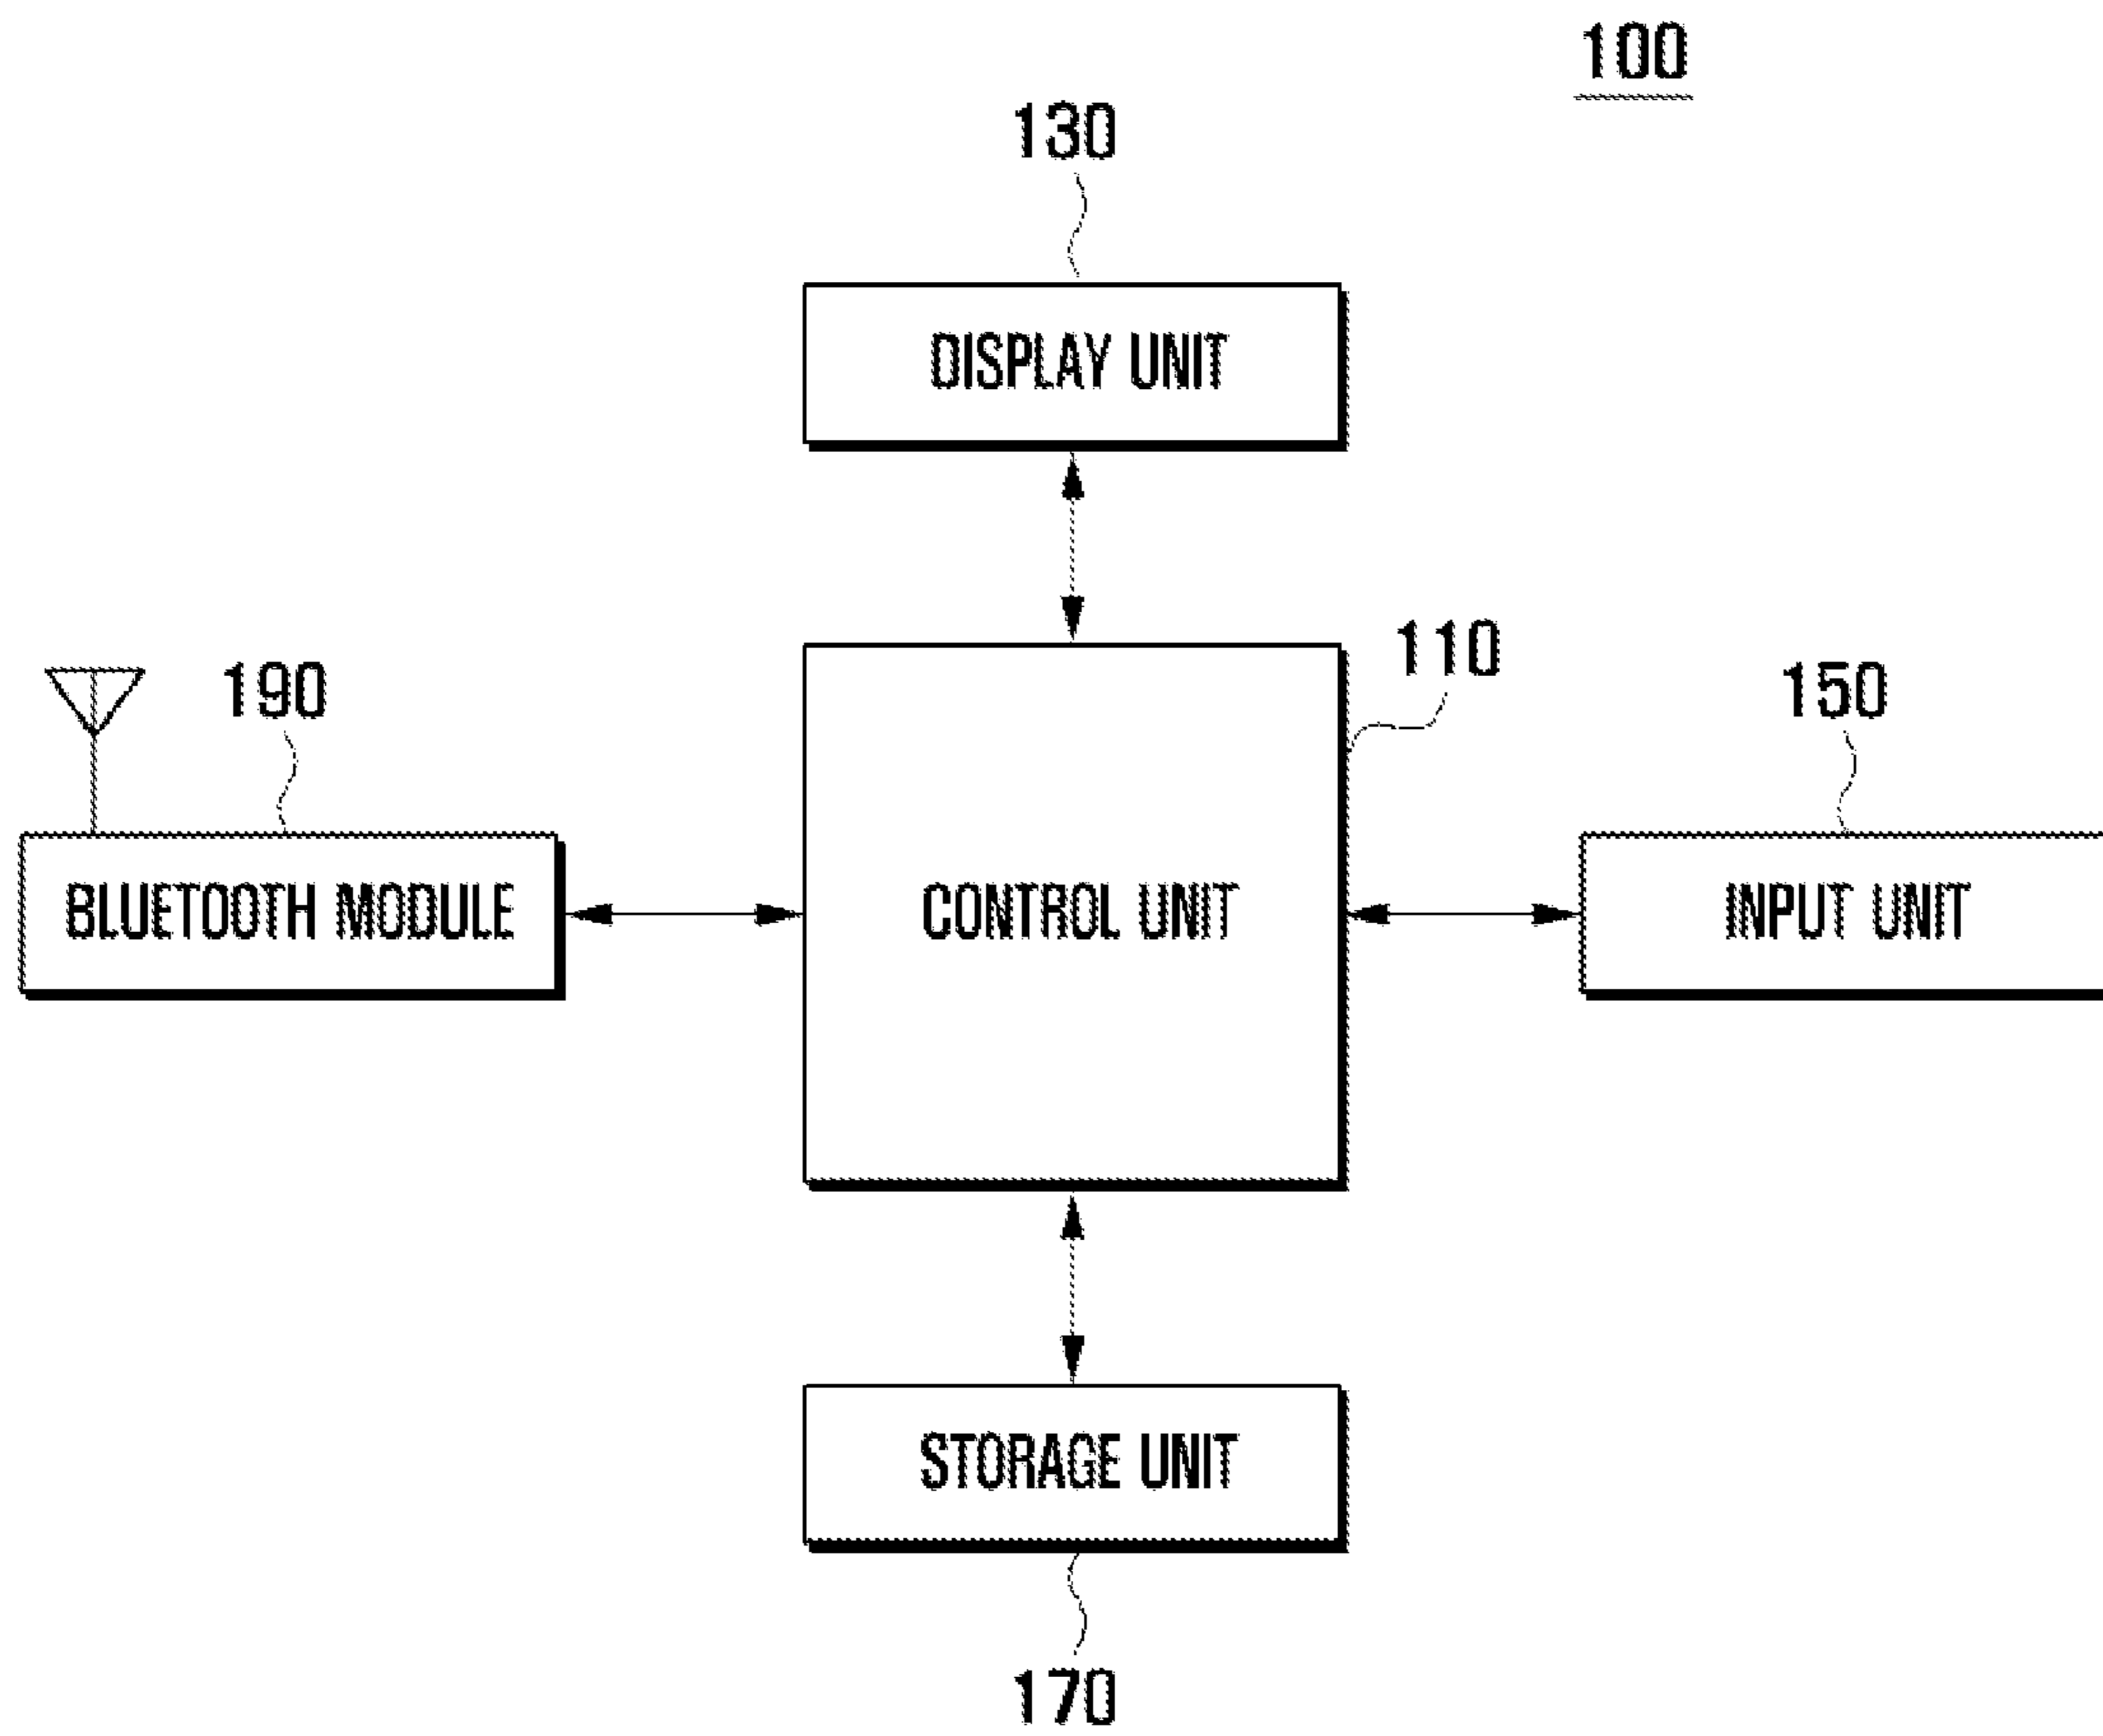 100
130
DISPLAY UNIT
110
190
150
BLUETOOTH MODULE
CONTROL UNIT
INPUT UNIT
STORAGE UNIT
170